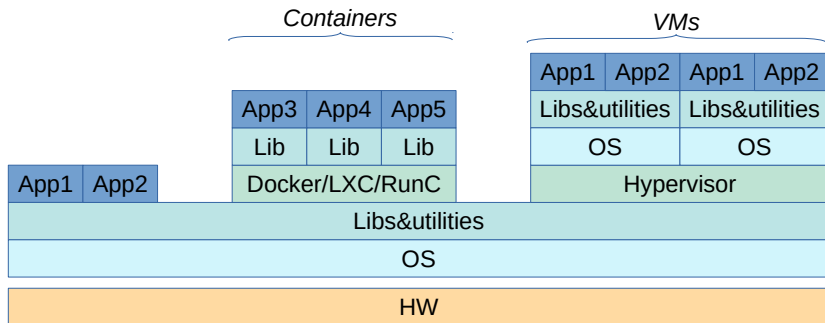 Containers VMs
App1 App2 App1 App2
App3 App4 App5 Libs&utilities Libs&utilities
Lib Lib Lib OS OS
App1 App2 Docker/LXC/RunC Hypervisor
Libs&utilities
OS
HW